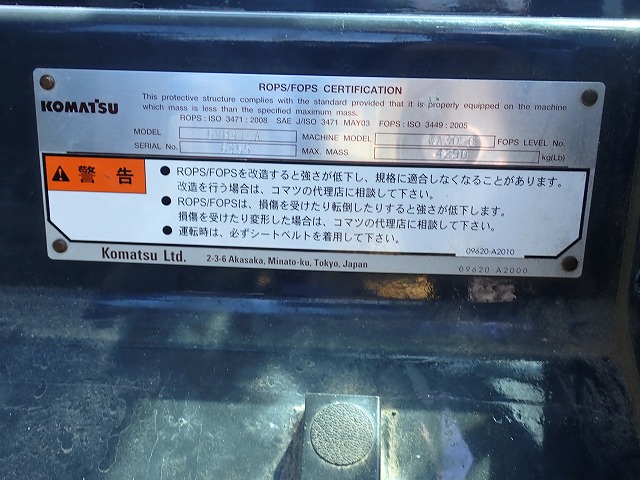 ROPS/FOPS CERTIFICATION
KOMATSU
This protective structure complies with the standard provided that it is properly equipped on the machine
which mass is less than the specified maximum mass.
ROPS : ISO 3471 : 2008 SAE J/ISO 3471 MAY03 FOPS : ISO 3449 : 2005
MODEL MACHINE MODEL FOPS LEVEL No.
SERIAL No. MAX. MASS kg(Lb)
警告
● ROPS/FOPSを改造すると強さが低下し、規格に適合しなくなることがあります。
改造を行う場合は、コマツの代理店に相談して下さい。
● ROPS/FOPSは、損傷を受けたり転倒したりすると強さが低下します。
損傷を受けたり変形した場合は、コマツの代理店に相談して下さい。
● 運転時は、必ずシートベルトを着用して下さい。
09620-A2010
Komatsu Ltd. 2-3-6 Akasaka, Minato-ku, Tokyo, Japan
09620-A2000